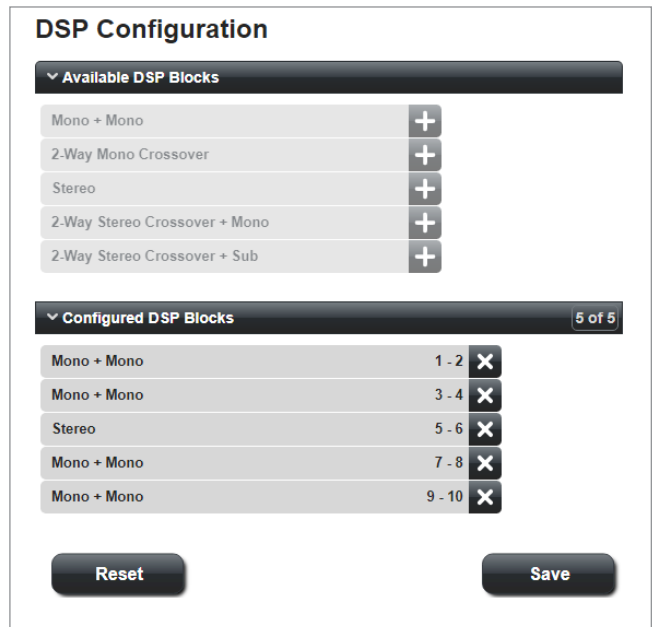 DSP Configuration
Available DSP Blocks
Mono + Mono
2-Way Mono Crossover
Stereo
2-Way Stereo Crossover + Mono
2-Way Stereo Crossover + Sub
Configured DSP Blocks 5 of 5
Mono + Mono 1 - 2
Mono + Mono 3 - 4
Stereo 5 - 6
Mono + Mono 7 - 8
Mono + Mono 9 - 10
Reset Save